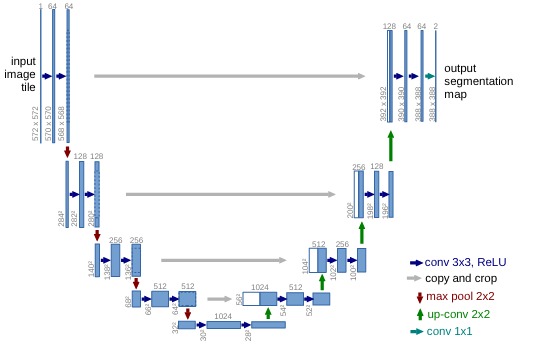 1 64 64
input
image
tile
572 x 572
570 x 570
568 x 568
128 64 64 2
output
segmentation
map
392 x 392
390 x 390
388 x 388
388 x 388
128 128
284²
282²
280²
256 128
200²
198²
196²
256 256
140²
138²
136²
512 256
104²
102²
100²
512 512
68²
66²
64²
1024 512
56²
54²
52²
1024
32²
30²
28²
conv 3x3, ReLU
copy and crop
max pool 2x2
up-conv 2x2
conv 1x1